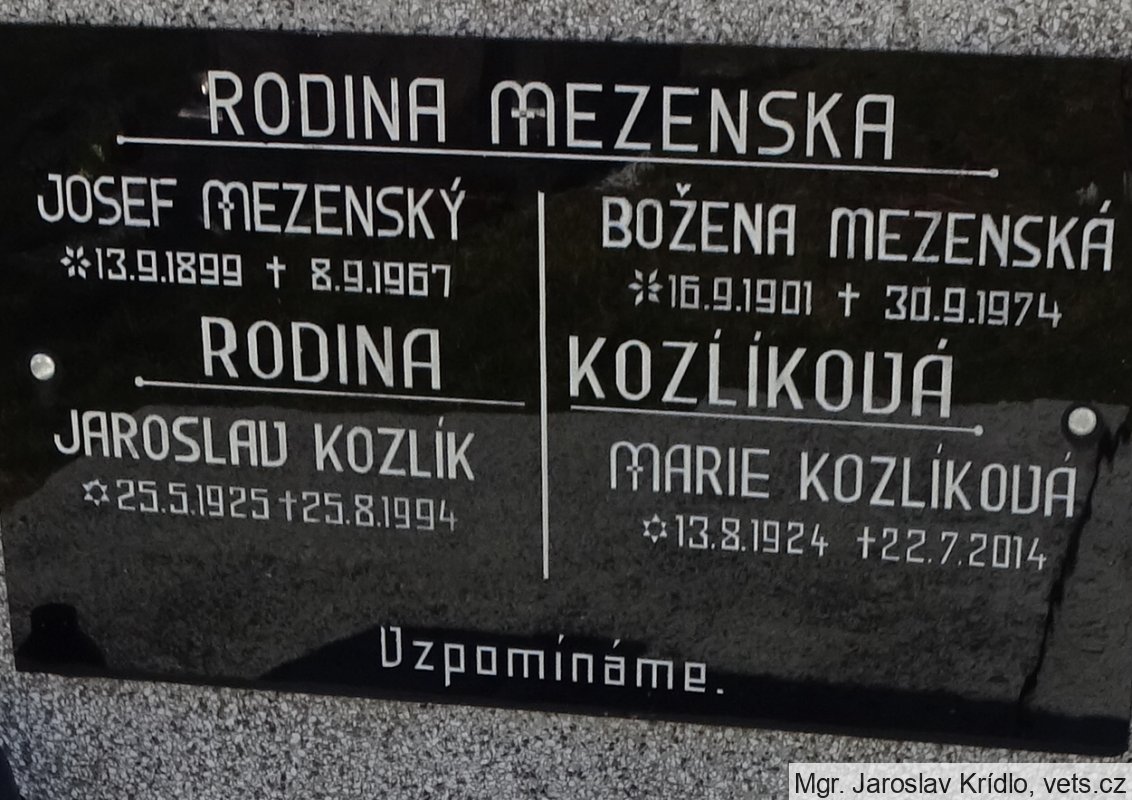 RODINA MEZENSKA
JOSEF MEZENSKÝ
*13.9.1899 † 8.9.1967
BOŽENA MEZENSKÁ
*16.9.1901 † 30.9.1974
RODINA KOZĹÍKOVÁ
JAROSLAV KOZLÍK
✡25.5.1925 †25.8.1994
MARIE KOZLÍKOVÁ
✡13.8.1924 †22.7.2014
Vzpomínáme.
Mgr. Jaroslav Krídlo, vets.cz